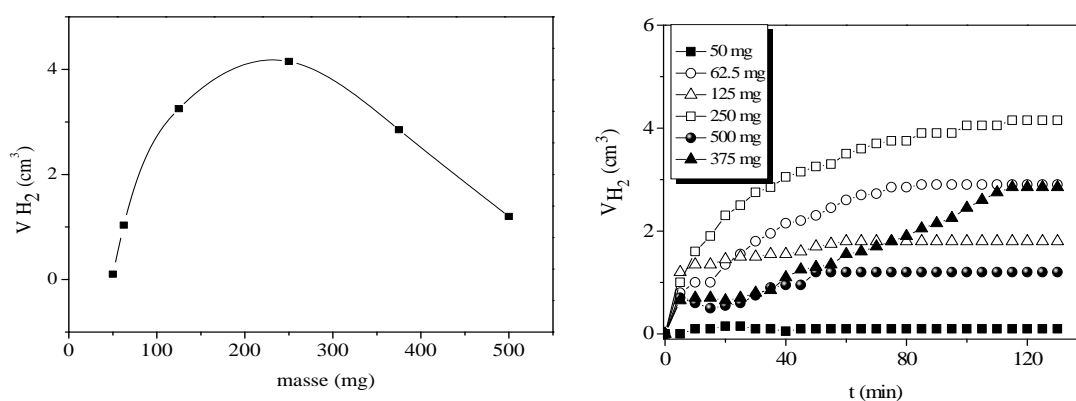 4
2
0
V H2 (cm3)
0 100 200 300 400 500
masse (mg)
6
4
2
0
VH2 (cm3)
50 mg
62.5 mg
125 mg
250 mg
500 mg
375 mg
0 40 80 120
t (min)